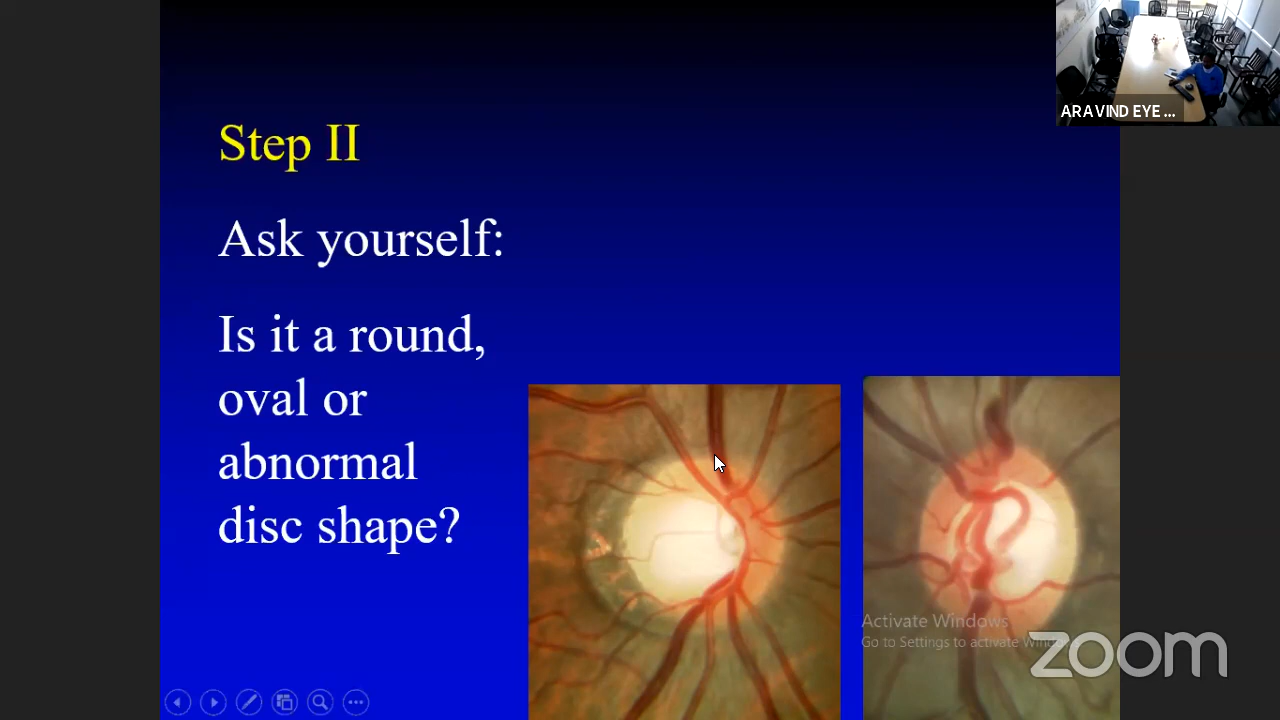 ARAVIND EYE ...
Step II
Ask yourself:
Is it a round,
oval or
abnormal
disc shape?
Activate Windows
Go to Settings to activate
zoom